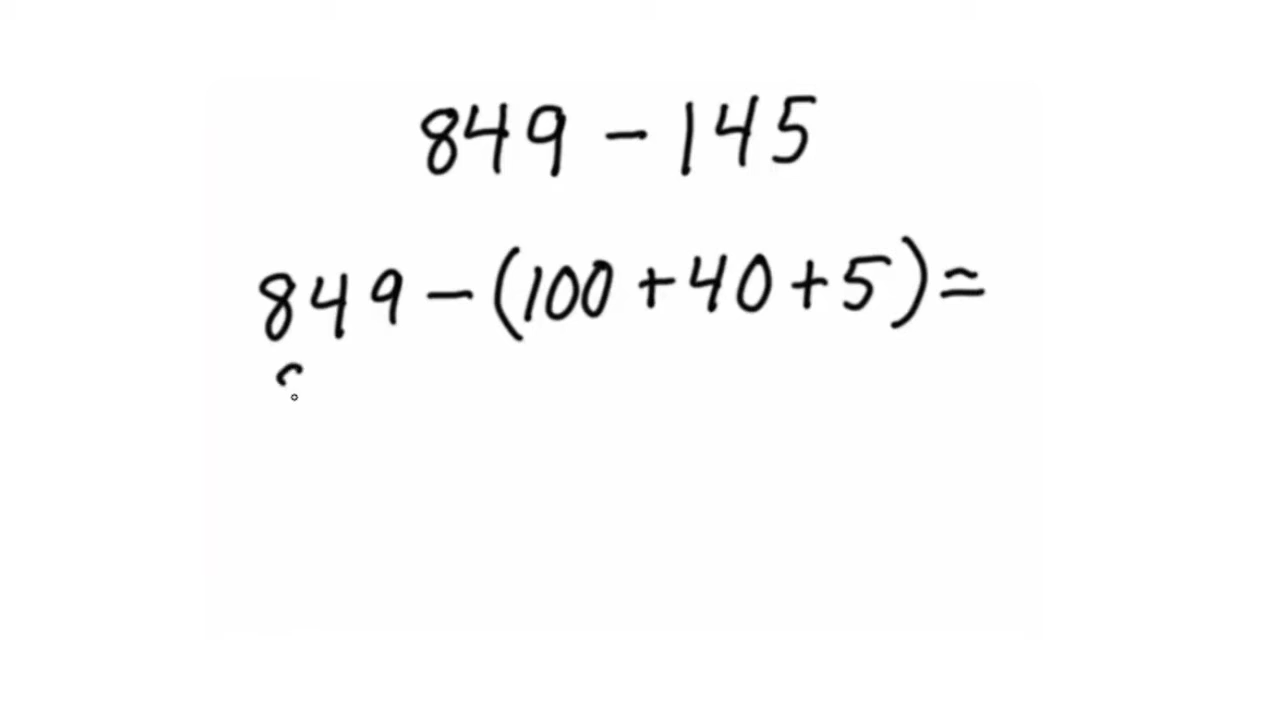 849 - 145
849 - (100 + 40 + 5) =